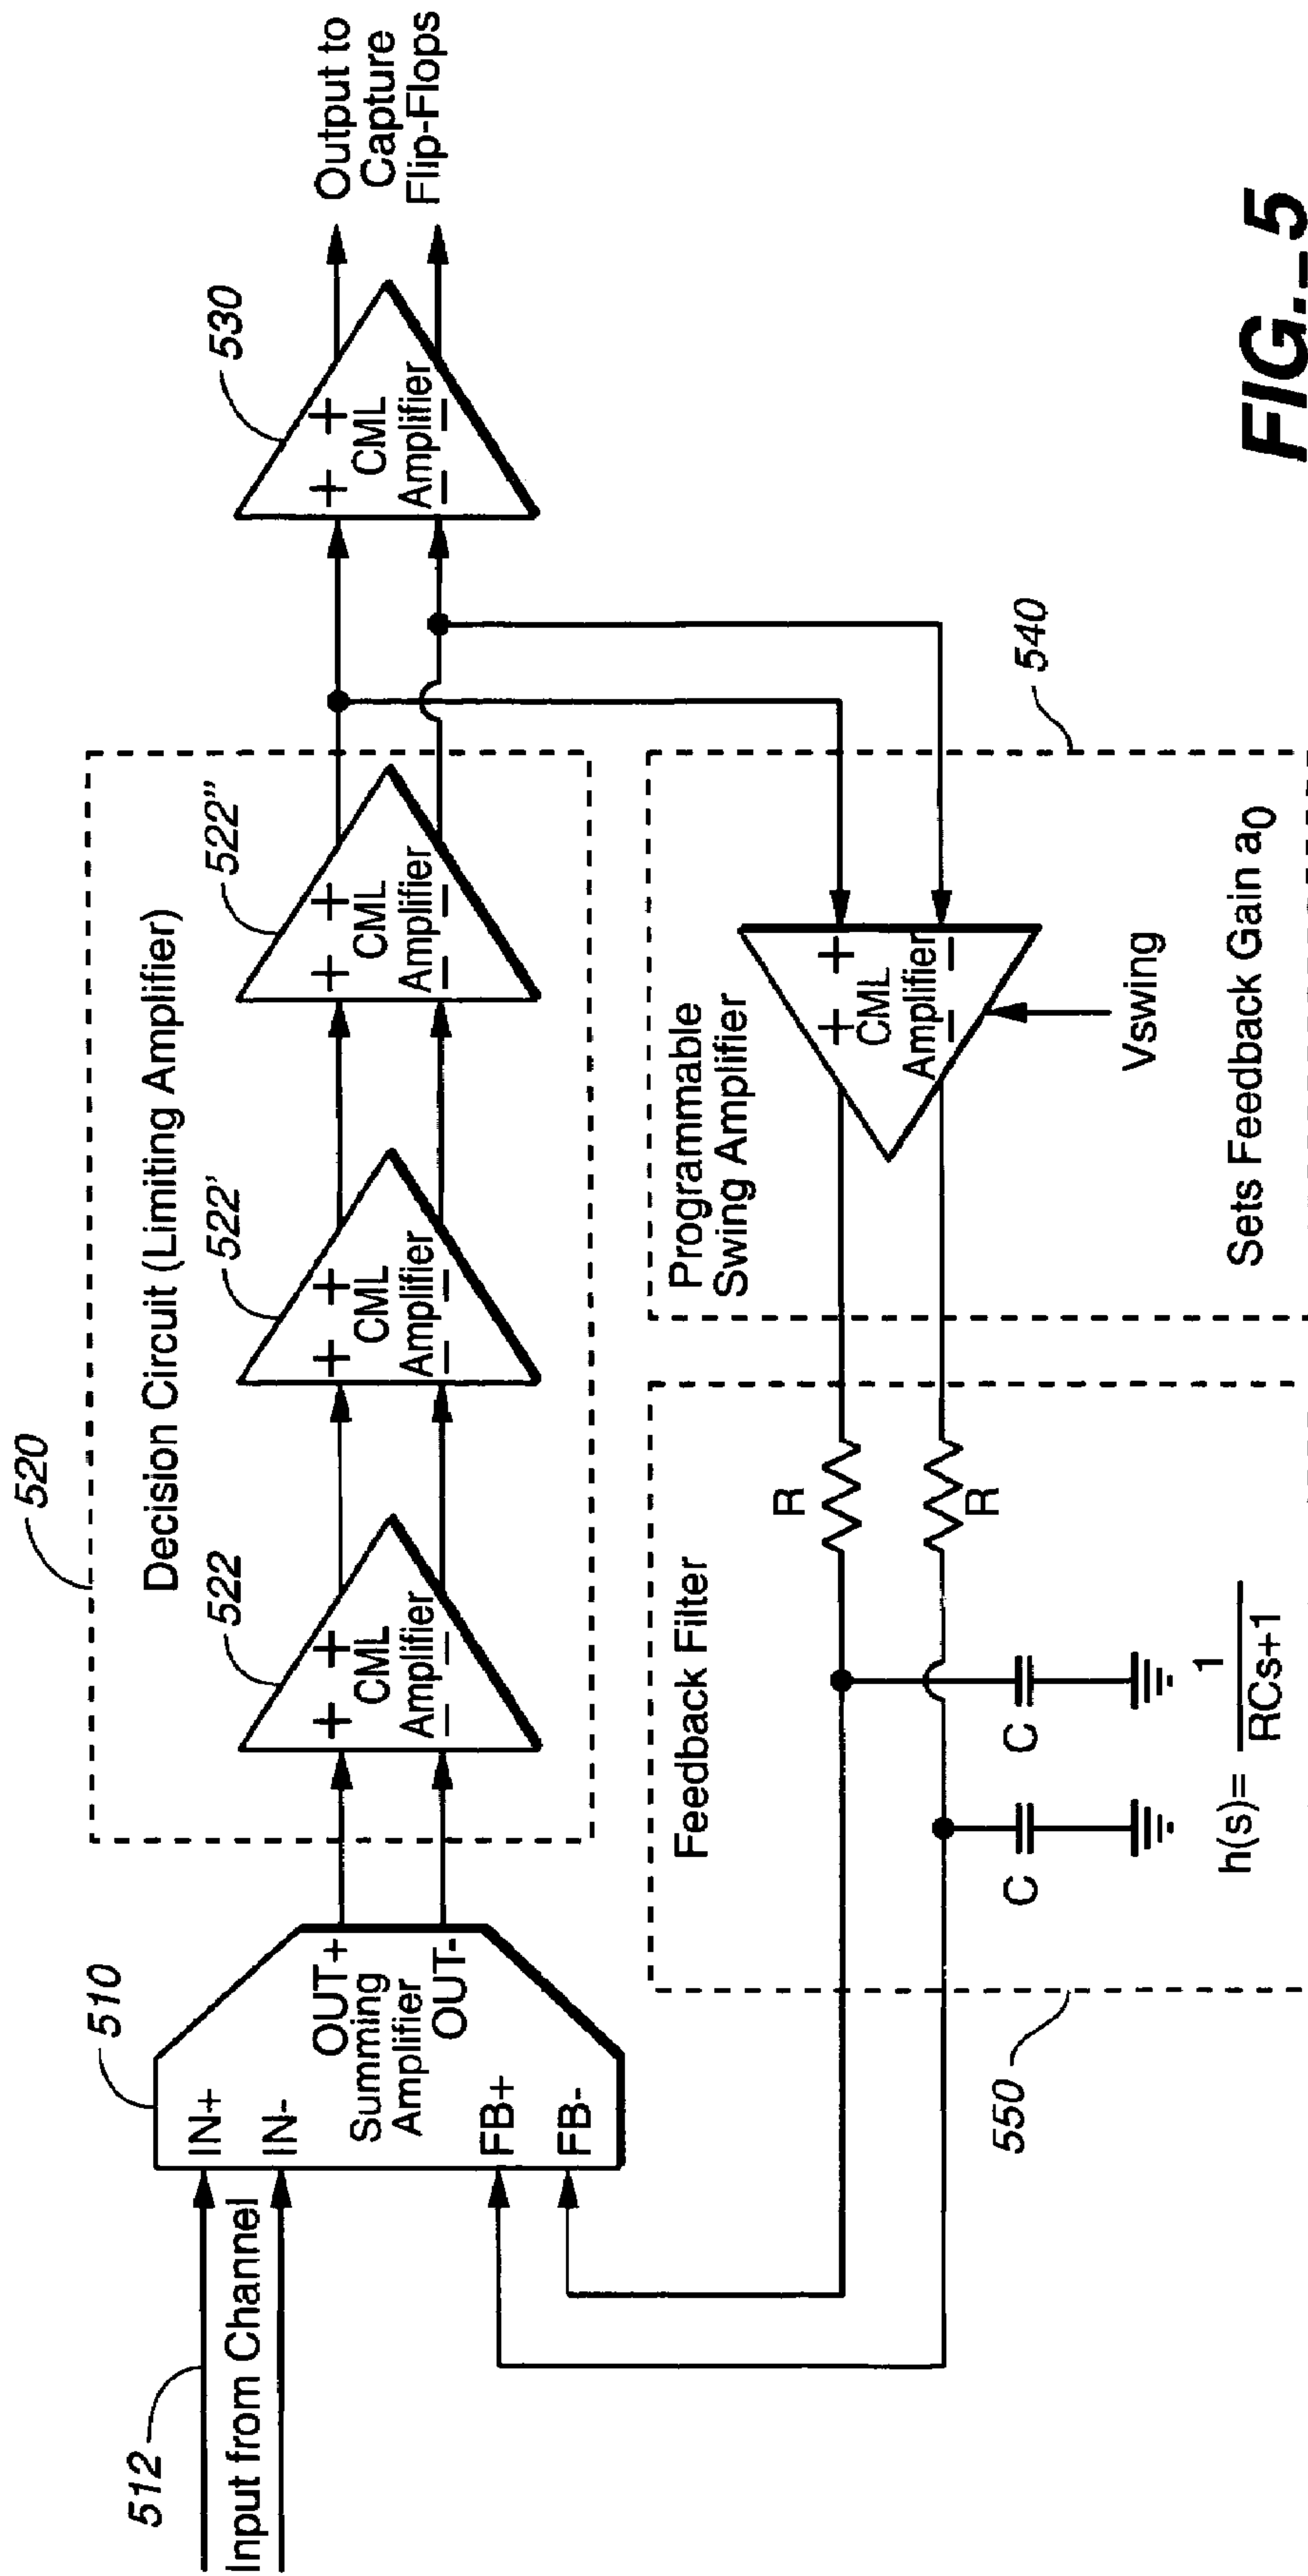 520
Decision Circuit (Limiting Amplifier)
510
522
522'
522"
530
512
IN+
IN-
Input from Channel
OUT+
Summing
Amplifier
OUT-
FB+
FB-
+ +
CML
Amplifier
– –
+ +
CML
Amplifier
– –
+ +
CML
Amplifier
– –
+ +
CML
Amplifier
– –
Output to
Capture
Flip-Flops
550
Feedback Filter
R
R
C
C
h(s)= 1
RCs+1
540
Programmable
Swing Amplifier
+ +
CML
Amplifier
– –
Vswing
Sets Feedback Gain a0
FIG._5